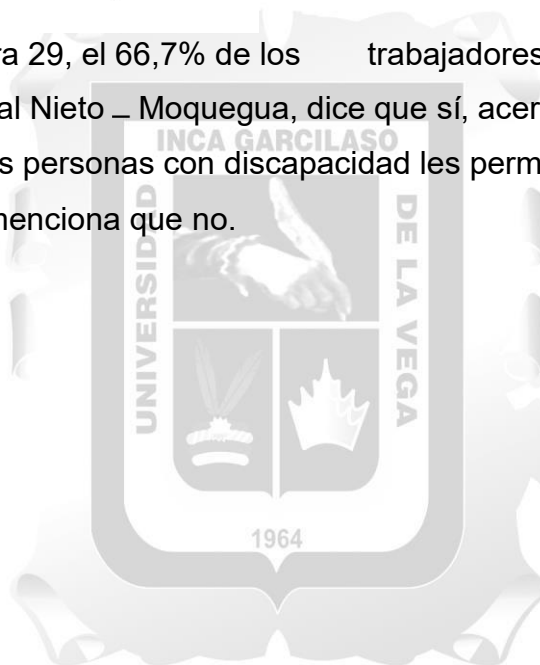 ra 29, el 66,7% de los trabajadores
al Nieto – Moquegua, dice que sí, acer
s personas con discapacidad les perm
menciona que no.
INCA GARCILASO
UNIVERSIDAD
DE LA VEGA
1964